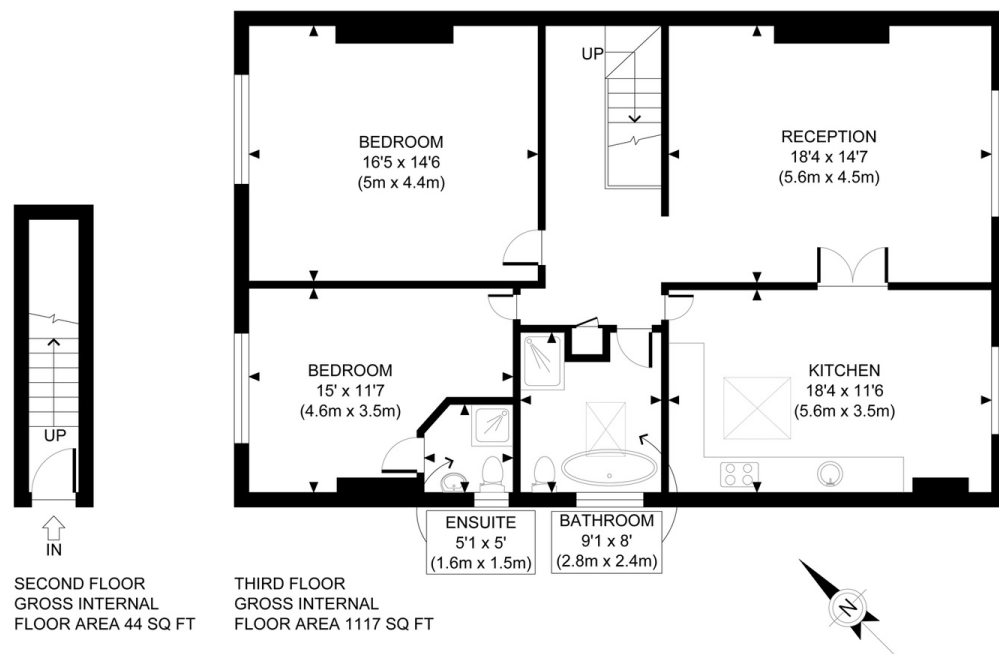 UP
BEDROOM
16'5 x 14'6
(5m x 4.4m)
RECEPTION
18'4 x 14'7
(5.6m x 4.5m)
BEDROOM
15' x 11'7
(4.6m x 3.5m)
KITCHEN
18'4 x 11'6
(5.6m x 3.5m)
UP
IN
ENSUITE
5'1 x 5'
(1.6m x 1.5m)
BATHROOM
9'1 x 8'
(2.8m x 2.4m)
SECOND FLOOR
GROSS INTERNAL
FLOOR AREA 44 SQ FT
THIRD FLOOR
GROSS INTERNAL
FLOOR AREA 1117 SQ FT
N